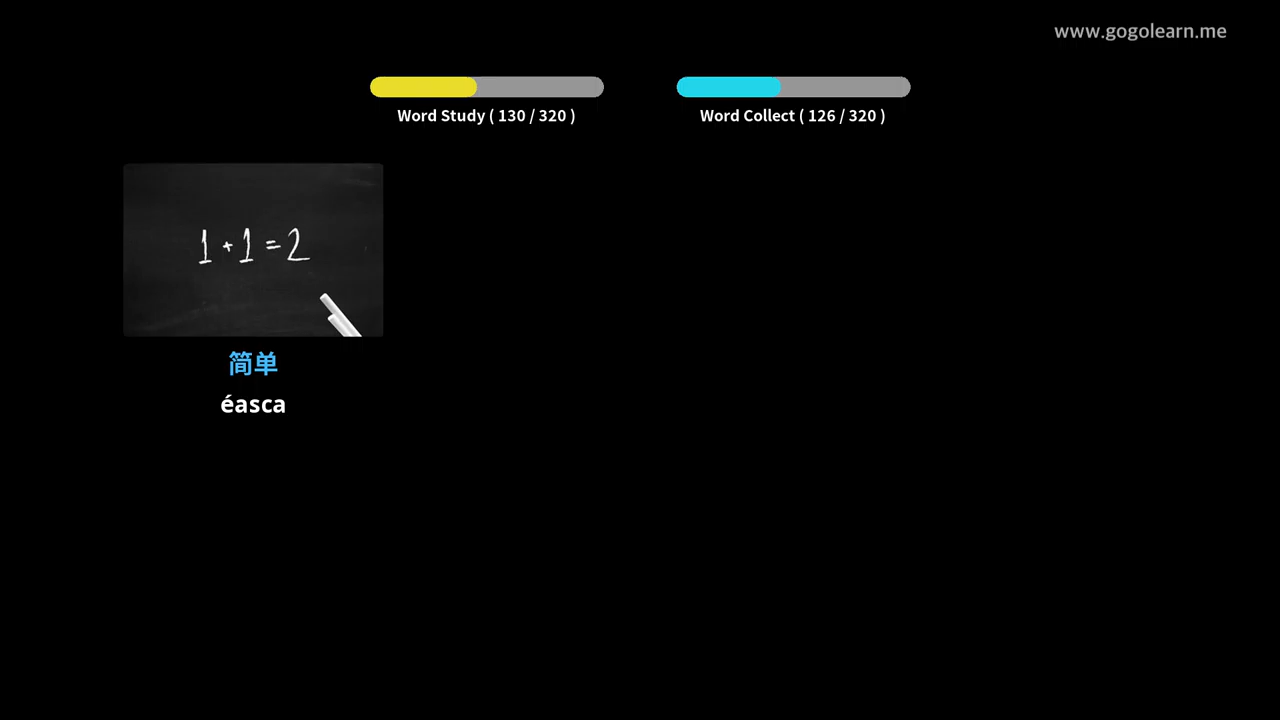 www.gogolearn.me
Word Study ( 130 / 320 )
Word Collect ( 126 / 320 )
1 + 1 = 2
简单
éasca